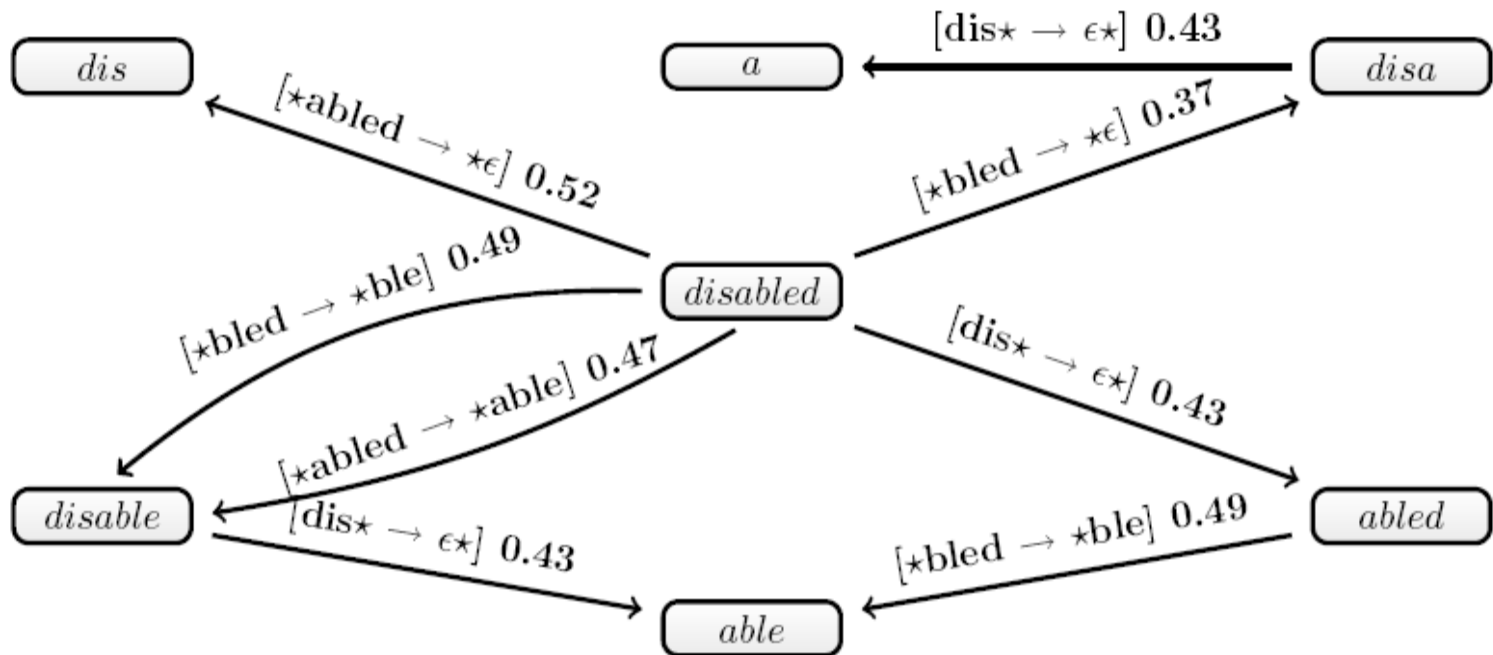 [dis⋆ → ϵ⋆] 0.43
dis
a
disa
[⋆abled → ⋆ϵ] 0.52
[⋆bled → ⋆ϵ] 0.37
[⋆bled → ⋆ble] 0.49
disabled
[⋆abled → ⋆able] 0.47
[dis⋆ → ϵ⋆] 0.43
disable
abled
[dis⋆ → ϵ⋆] 0.43
[⋆bled → ⋆ble] 0.49
able